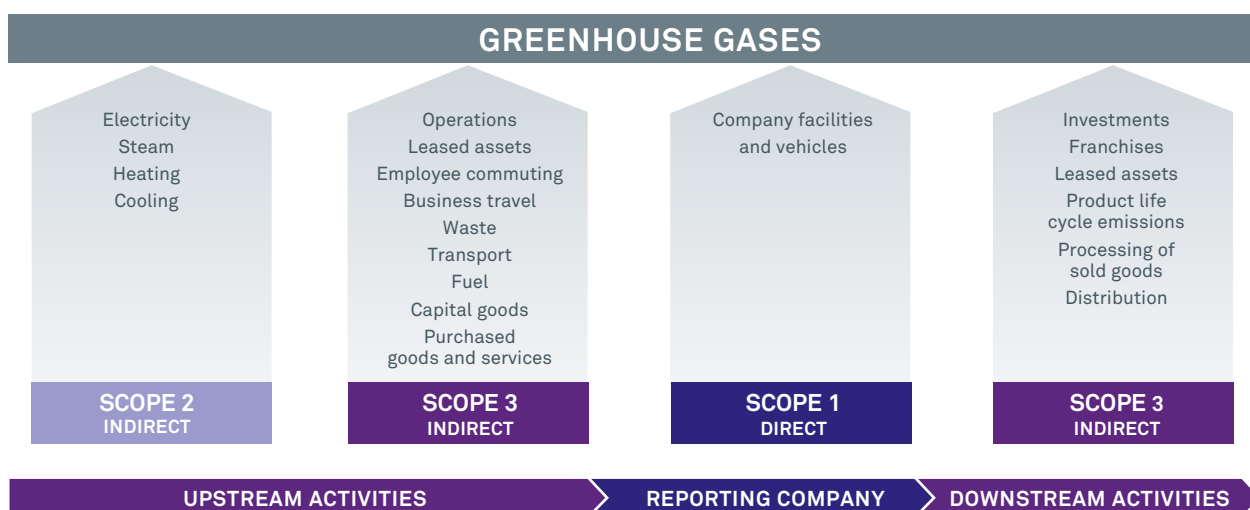 GREENHOUSE GASES
Electricity
Steam
Heating
Cooling
SCOPE 2
INDIRECT
Operations
Leased assets
Employee commuting
Business travel
Waste
Transport
Fuel
Capital goods
Purchased
goods and services
SCOPE 3
INDIRECT
Company facilities
and vehicles
SCOPE 1
DIRECT
Investments
Franchises
Leased assets
Product life
cycle emissions
Processing of
sold goods
Distribution
SCOPE 3
INDIRECT
UPSTREAM ACTIVITIES
REPORTING COMPANY
DOWNSTREAM ACTIVITIES